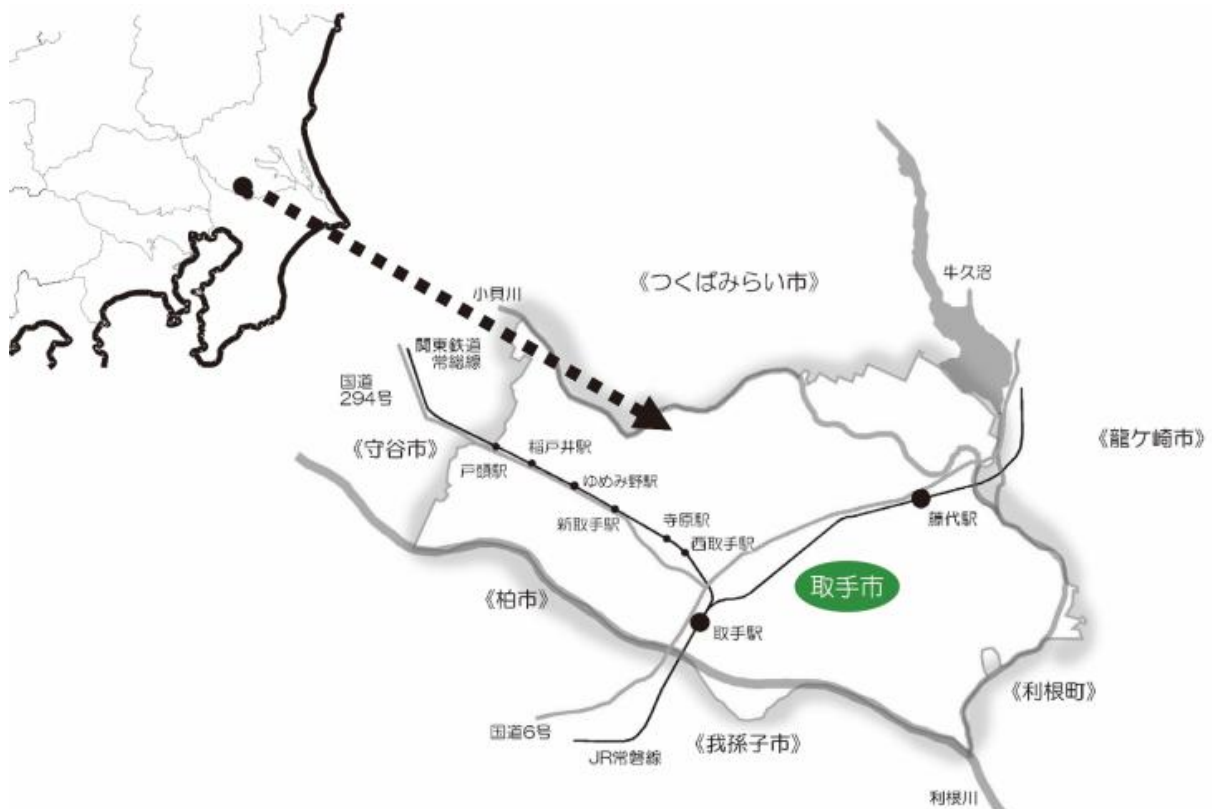 牛久沼
《つくばみらい市》
小貝川
関東鉄道
常総線
国道
294号
《守谷市》
《龍ケ崎市》
稲戸井駅
戸頭駅
ゆめみ野駅
新取手駅
寺原駅
西取手駅
藤代駅
取手市
《柏市》
取手駅
《利根町》
国道6号
《我孫子市》
JR常磐線
利根川